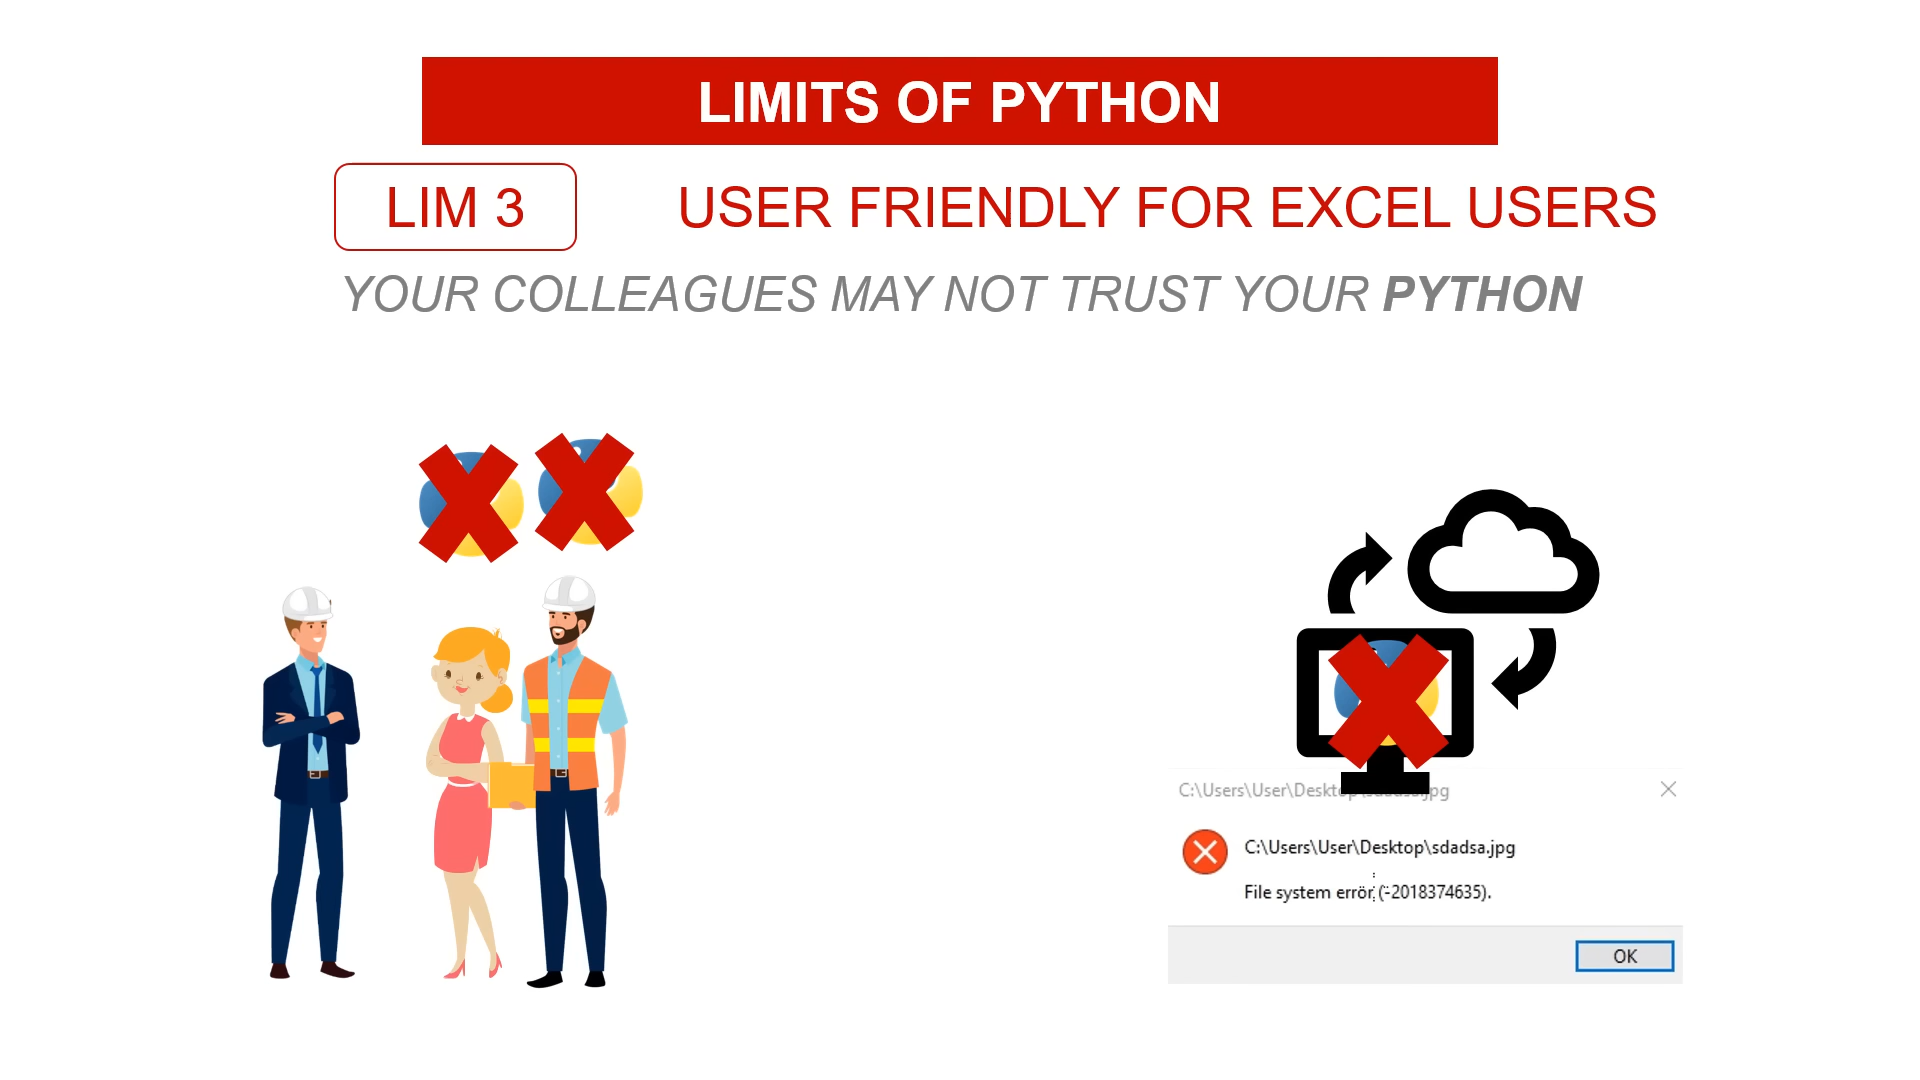 LIMITS OF PYTHON
LIM 3
USER FRIENDLY FOR EXCEL USERS
YOUR COLLEAGUES MAY NOT TRUST YOUR PYTHON
C:\Users\User\Desktop\sdadsa.jpg
C:\Users\User\Desktop\sdadsa.jpg
File system error (-2018374635).
OK